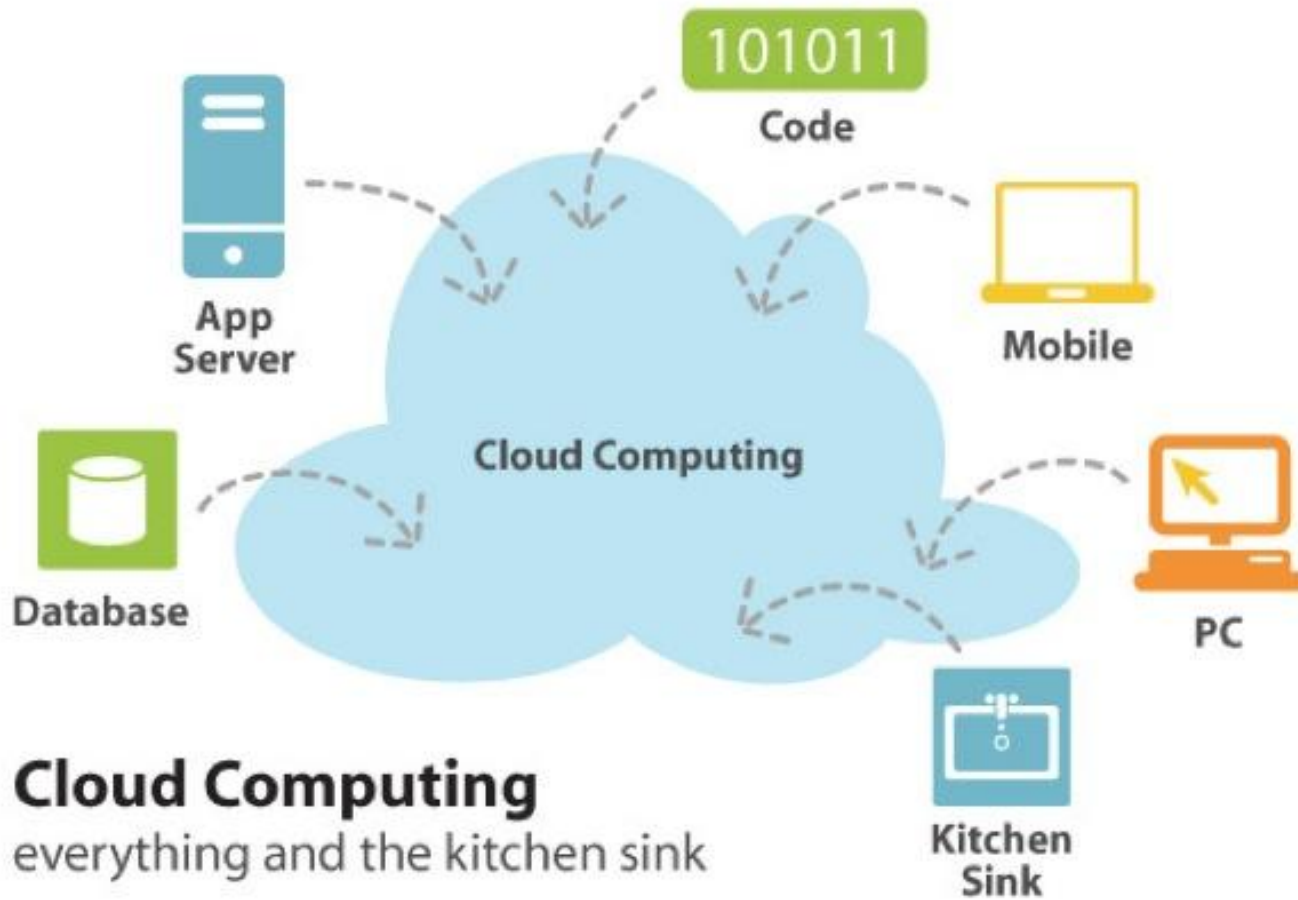 101011
Code
App
Server
Mobile
Cloud Computing
Database
PC
Kitchen
Sink
Cloud Computing
everything and the kitchen sink